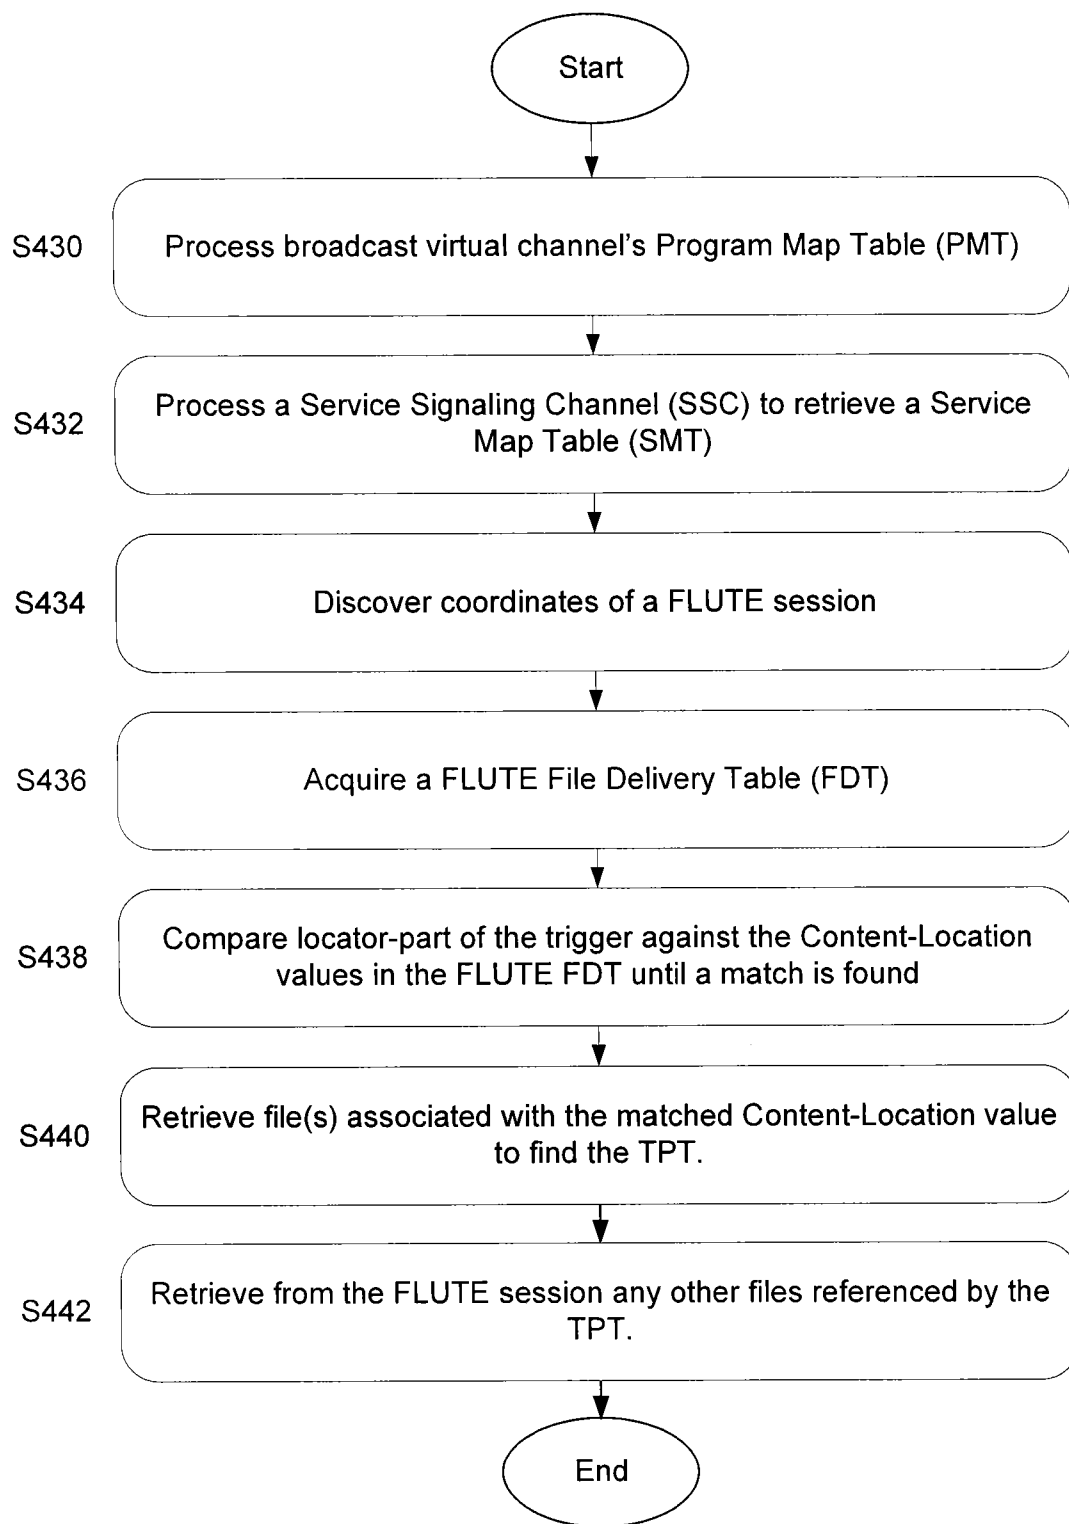 Start
S430
Process broadcast virtual channel's Program Map Table (PMT)
S432
Process a Service Signaling Channel (SSC) to retrieve a Service
Map Table (SMT)
S434
Discover coordinates of a FLUTE session
S436
Acquire a FLUTE File Delivery Table (FDT)
S438
Compare locator-part of the trigger against the Content-Location
values in the FLUTE FDT until a match is found
S440
Retrieve file(s) associated with the matched Content-Location value
to find the TPT.
S442
Retrieve from the FLUTE session any other files referenced by the
TPT.
End